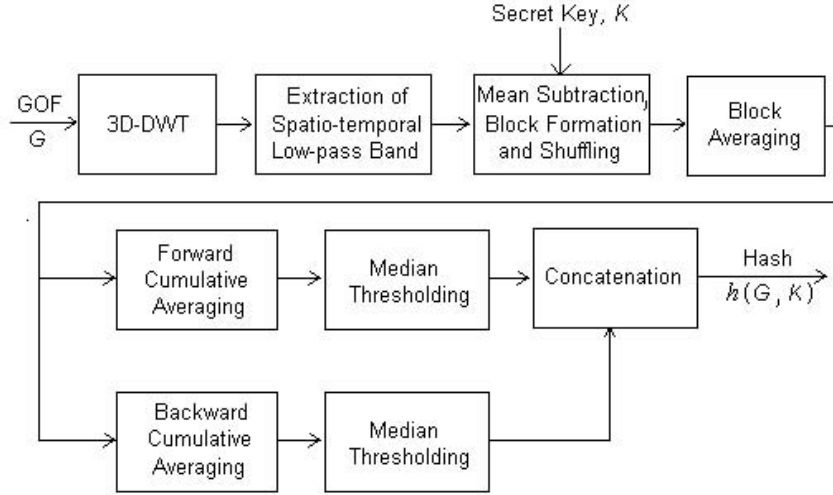 Secret Key, K
GOF
G
3D-DWT
Extraction of
Spatio-temporal
Low-pass Band
Mean Subtraction,
Block Formation
and Shuffling
Block
Averaging
Forward
Cumulative
Averaging
Median
Thresholding
Concatenation
Hash
h(G, K)
Backward
Cumulative
Averaging
Median
Thresholding